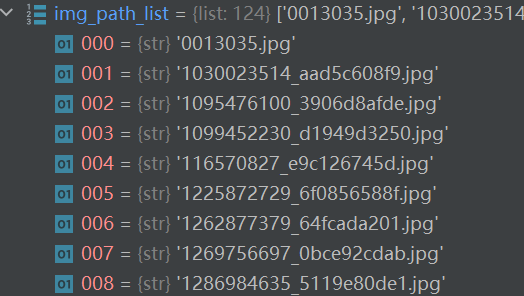 img_path_list = {list: 124} ['0013035.jpg', '1030023514
01 000 = {str} '0013035.jpg'
01 001 = {str} '1030023514_aad5c608f9.jpg'
01 002 = {str} '1095476100_3906d8afde.jpg'
01 003 = {str} '1099452230_d1949d3250.jpg'
01 004 = {str} '116570827_e9c126745d.jpg'
01 005 = {str} '1225872729_6f0856588f.jpg'
01 006 = {str} '1262877379_64fcada201.jpg'
01 007 = {str} '1269756697_0bce92cdab.jpg'
01 008 = {str} '1286984635_5119e80de1.jpg'